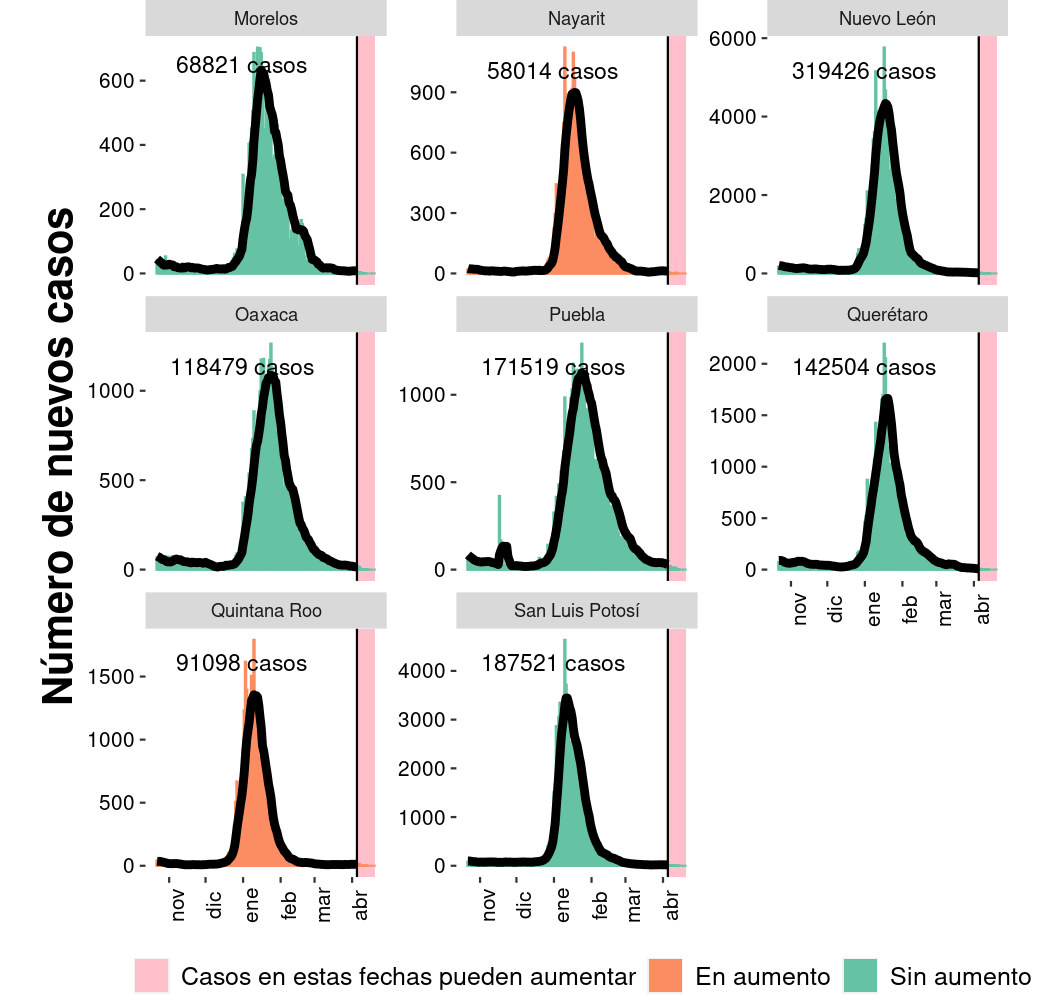 Número de nuevos casos
Morelos
68821 casos
600
400
200
0
Nayarit
58014 casos
900
600
300
0
Nuevo León
319426 casos
6000
4000
2000
0
Oaxaca
118479 casos
1000
500
0
Puebla
171519 casos
1000
500
0
Querétaro
142504 casos
2000
1500
1000
500
0
nov
dic
ene
feb
mar
abr
Quintana Roo
91098 casos
1500
1000
500
0
nov
dic
ene
feb
mar
abr
San Luis Potosí
187521 casos
4000
3000
2000
1000
0
nov
dic
ene
feb
mar
abr
Casos en estas fechas pueden aumentar
En aumento
Sin aumento